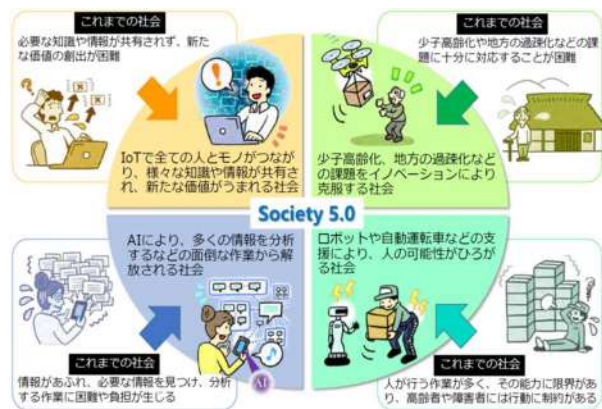 これまでの社会
必要な知識や情報が共有されず、新た
な価値の創出が困難
IoTで全ての人とモノがつなが
り、様々な知識や情報が共有さ
れ、新たな価値がうまれる社会
これまでの社会
少子高齢化や地方の過疎化などの課
題に十分に対応することが困難
少子高齢化、地方の過疎化など
の課題をイノベーションにより
克服する社会
Society 5.0
AIにより、多くの情報を分析
するなどの面倒な作業から解
放される社会
AI
これまでの社会
情報があふれ、必要な情報を見つけ、分析
する作業に困難や負担が生じる
ロボットや自動運転車などの支
援により、人の可能性がひろが
る社会
これまでの社会
人が行う作業が多く、その能力に限界があ
り、高齢者や障害者には行動に制約がある